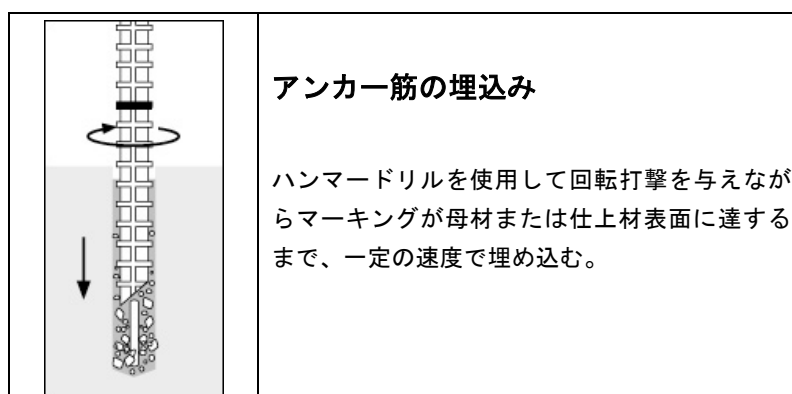 アンカー筋の埋込み
ハンマードリルを使用して回転打撃を与えなが
らマーキングが母材または仕上材表面に達する
まで、一定の速度で埋め込む。